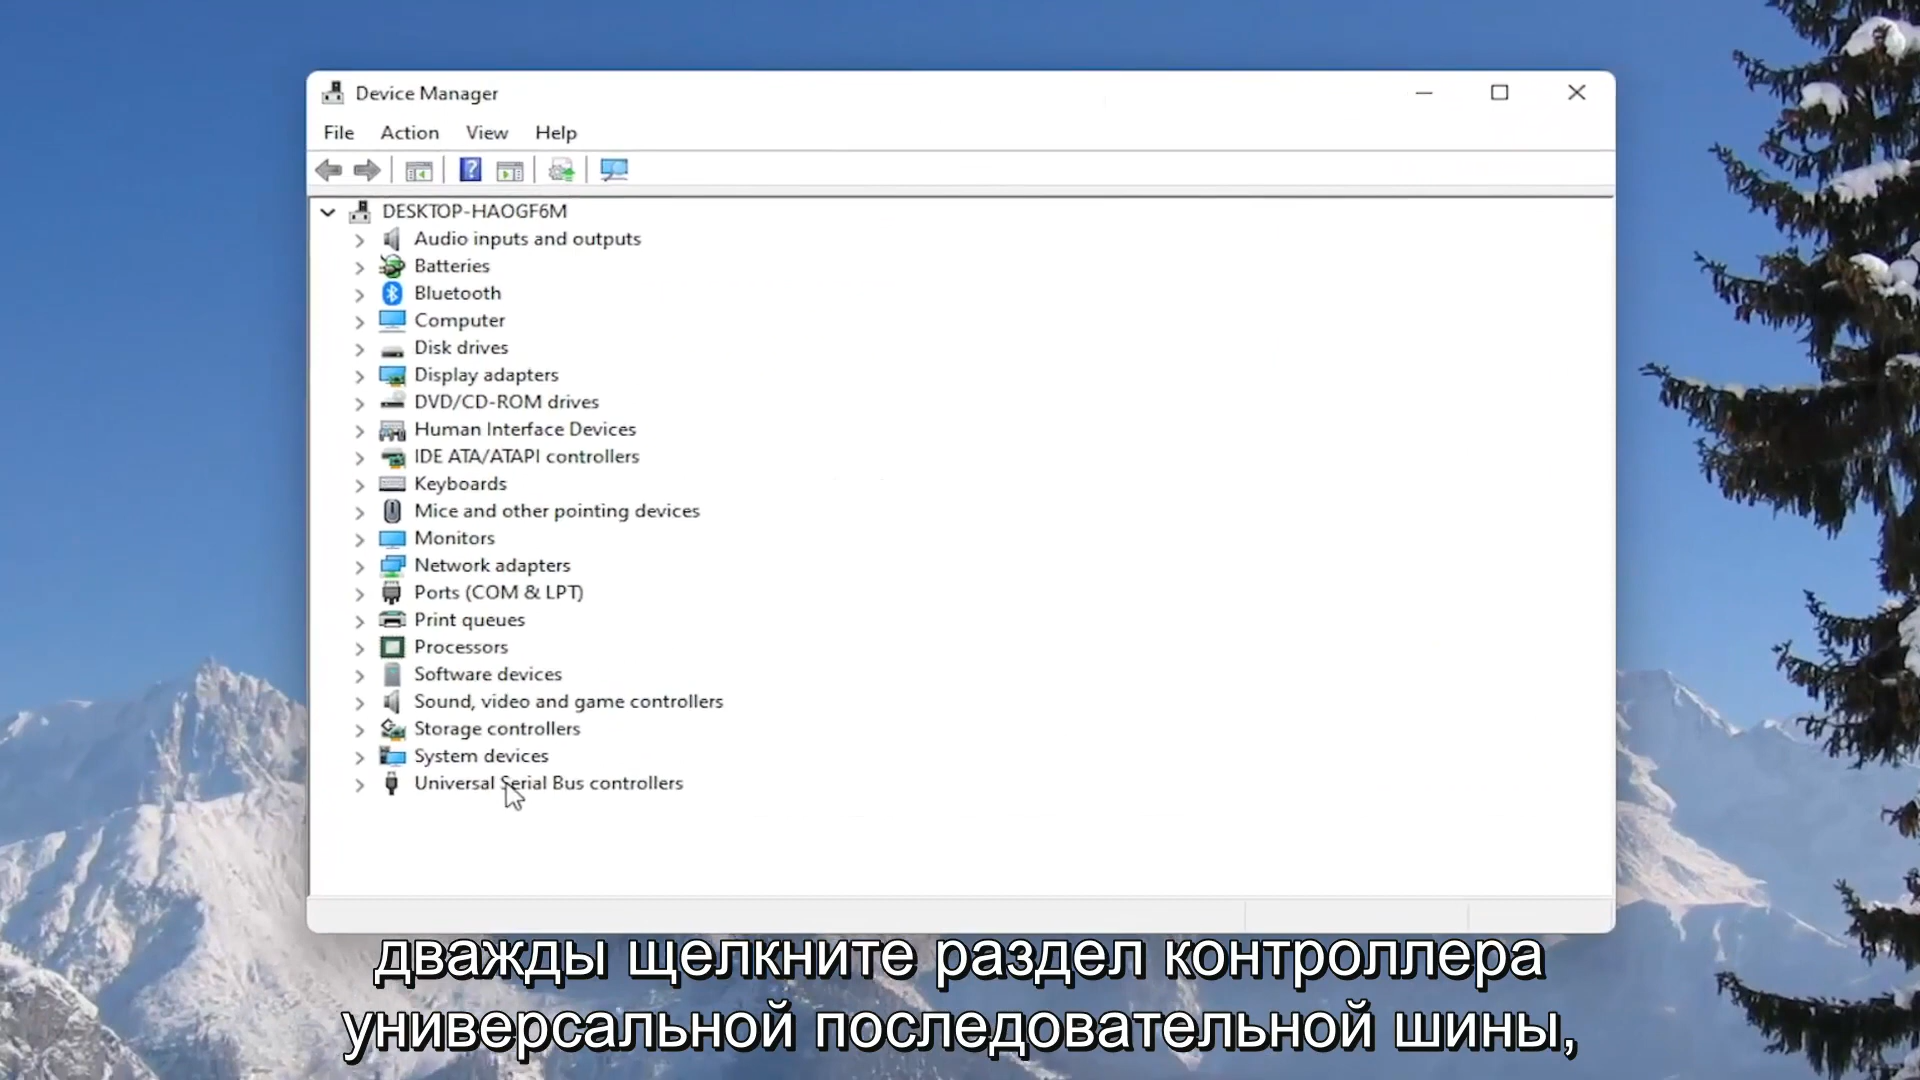 Device Manager
File Action View Help
DESKTOP-HAOGF6M
Audio inputs and outputs
Batteries
Bluetooth
Computer
Disk drives
Display adapters
DVD/CD-ROM drives
Human Interface Devices
IDE ATA/ATAPI controllers
Keyboards
Mice and other pointing devices
Monitors
Network adapters
Ports (COM & LPT)
Print queues
Processors
Software devices
Sound, video and game controllers
Storage controllers
System devices
Universal Serial Bus controllers
дважды щелкните раздел контроллера
универсальной последовательной шины,